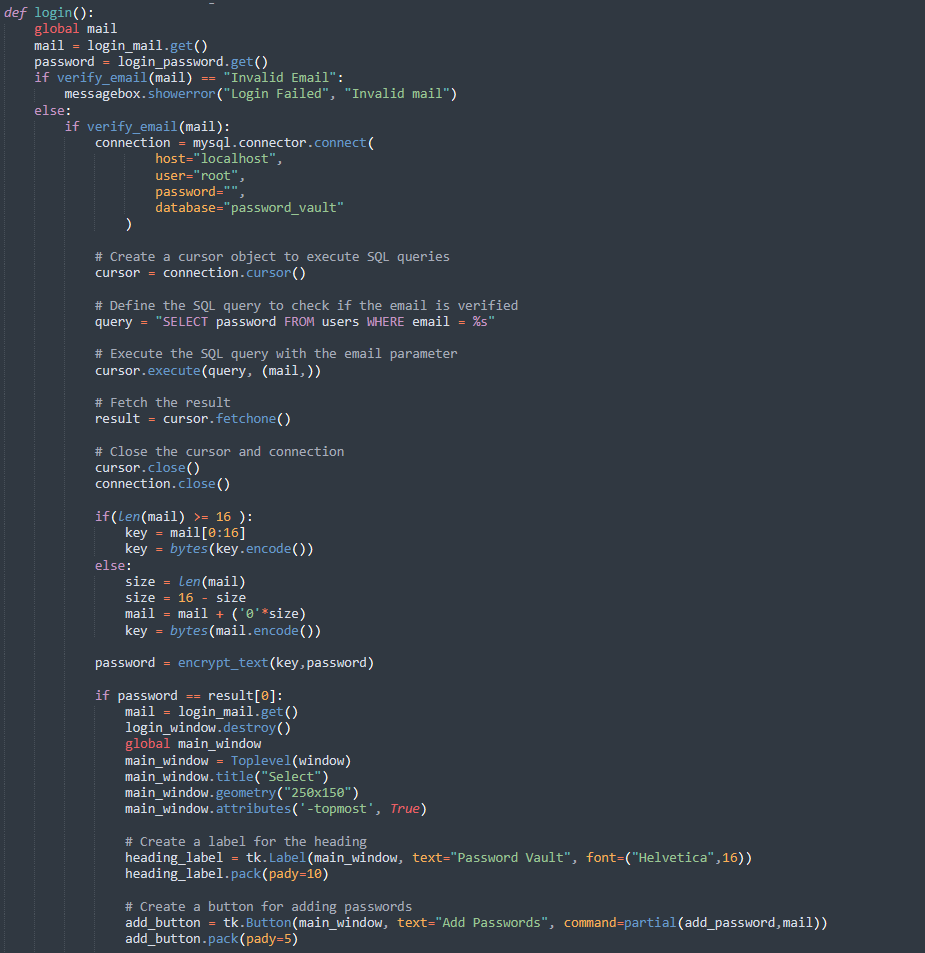 def login():
    global mail
    mail = login_mail.get()
    password = login_password.get()
    if verify_email(mail) == "Invalid Email":
        messagebox.showerror("Login Failed", "Invalid mail")
    else:
        if verify_email(mail):
            connection = mysql.connector.connect(
                    host="localhost",
                    user="root",
                    password="",
                    database="password_vault"
                )

            # Create a cursor object to execute SQL queries
            cursor = connection.cursor()

            # Define the SQL query to check if the email is verified
            query = "SELECT password FROM users WHERE email = %s"

            # Execute the SQL query with the email parameter
            cursor.execute(query, (mail,))

            # Fetch the result
            result = cursor.fetchone()

            # Close the cursor and connection
            cursor.close()
            connection.close()

            if(len(mail) >= 16 ):
                key = mail[0:16]
                key = bytes(key.encode())
            else:
                size = len(mail)
                size = 16 - size
                mail = mail + ('0'*size)
                key = bytes(mail.encode())

            password = encrypt_text(key,password)

            if password == result[0]:
                mail = login_mail.get()
                login_window.destroy()
                global main_window
                main_window = Toplevel(window)
                main_window.title("Select")
                main_window.geometry("250x150")
                main_window.attributes('-topmost', True)

                # Create a label for the heading
                heading_label = tk.Label(main_window, text="Password Vault", font=("Helvetica",16))
                heading_label.pack(pady=10)

                # Create a button for adding passwords
                add_button = tk.Button(main_window, text="Add Passwords", command=partial(add_password,mail))
                add_button.pack(pady=5)